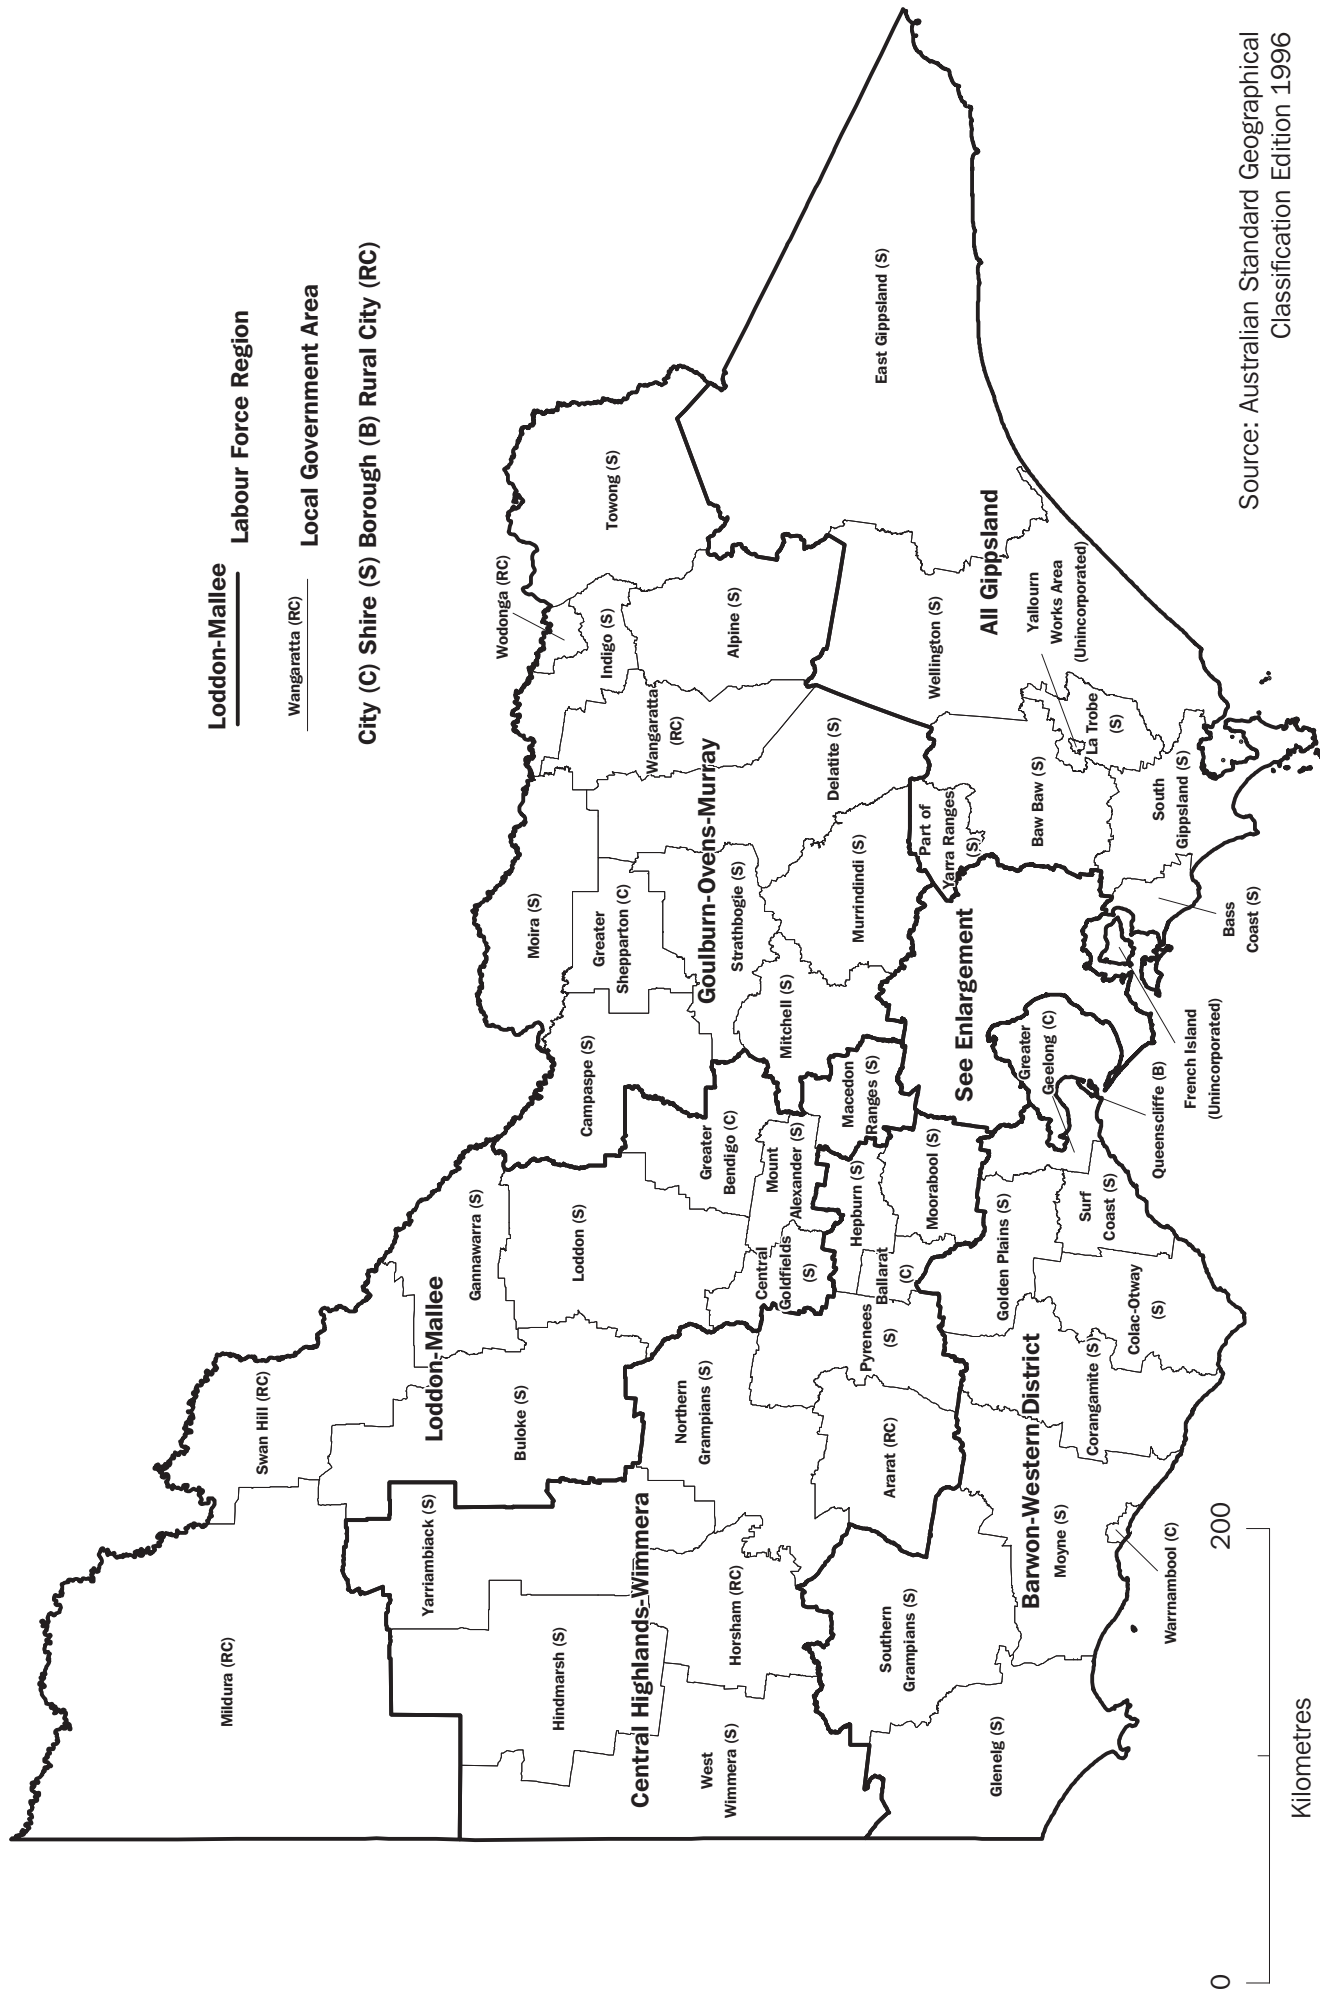 Loddon-Mallee
Labour Force Region
Wangaratta (RC)
Local Government Area
City (C) Shire (S) Borough (B) Rural City (RC)
Mildura (RC)
Swan Hill (RC)
Loddon-Mallee
Gannawarra (S)
Buloke (S)
Loddon (S)
Campaspe (S)
Greater
Bendigo (C)
Mount
Alexander (S)
Central
Goldfields
(S)
Macedon
Ranges (S)
Yarriambiack (S)
Hindmarsh (S)
Central Highlands-Wimmera
West
Wimmera (S)
Horsham (RC)
Northern
Grampians (S)
Ararat (RC)
Pyrenees
(S)
Ballarat
(C)
Hepburn (S)
Moorabool (S)
Moira (S)
Greater
Shepparton (C)
Goulburn-Ovens-Murray
Strathbogie (S)
Mitchell (S)
Murrindindi (S)
Delatite (S)
Wangaratta
(RC)
Wodonga (RC)
Indigo (S)
Towong (S)
Alpine (S)
East Gippsland (S)
All Gippsland
Wellington (S)
Yallourn
Works Area
(Unincorporated)
La Trobe
(S)
Baw Baw (S)
Part of
Yarra Ranges
(S)
South
Gippsland (S)
Bass
Coast (S)
See Enlargement
French Island
(Unincorporated)
Greater
Geelong (C)
Queenscliffe (B)
Golden Plains (S)
Surf
Coast (S)
Colac-Otway
(S)
Corangamite (S)
Barwon-Western District
Moyne (S)
Warrnambool (C)
Southern
Grampians (S)
Glenelg (S)
0
200
Kilometres
Source: Australian Standard Geographical
Classification Edition 1996